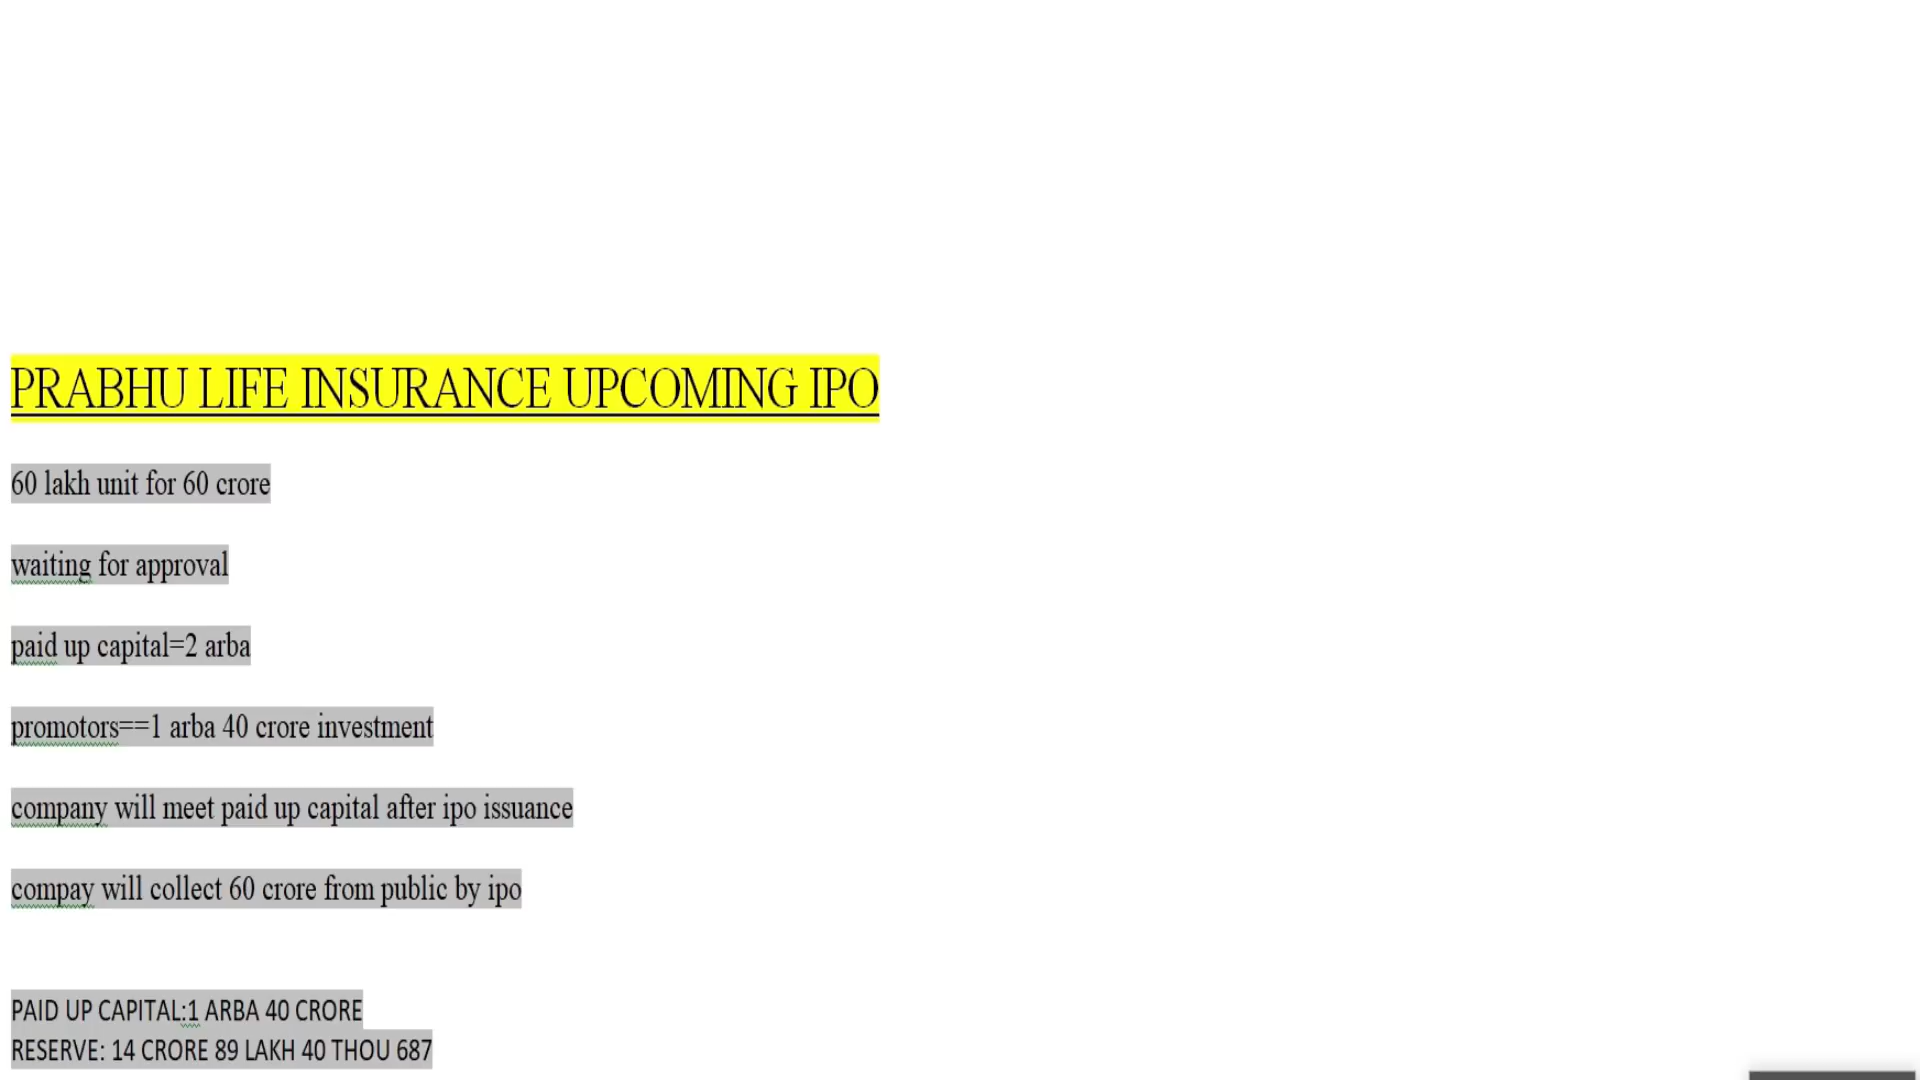 PRABHU LIFE INSURANCE UPCOMING IPO
60 lakh unit for 60 crore
waiting for approval
paid up capital=2 arba
promotors==1 arba 40 crore investment
company will meet paid up capital after ipo issuance
compay will collect 60 crore from public by ipo
PAID UP CAPITAL:1 ARBA 40 CRORE
RESERVE: 14 CRORE 89 LAKH 40 THOU 687